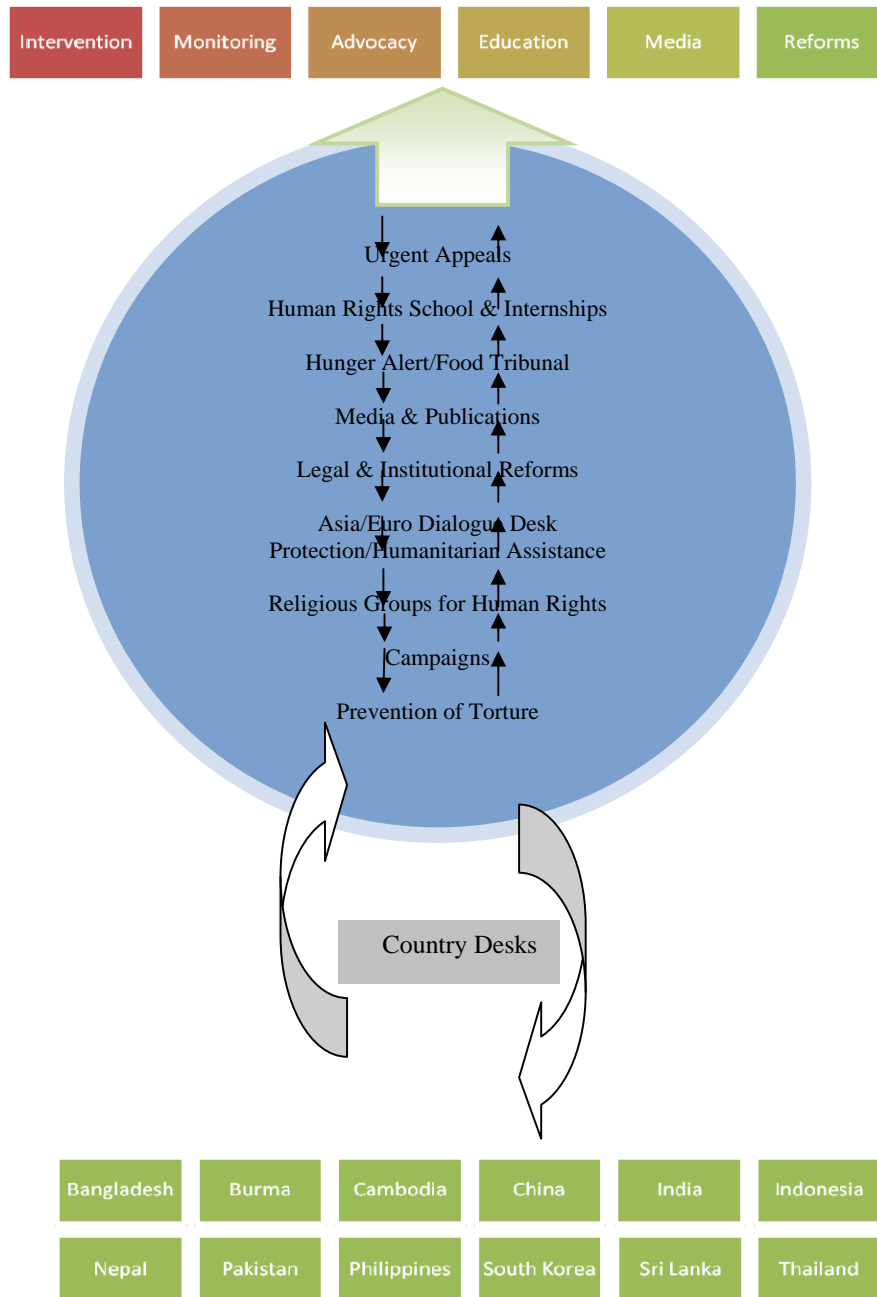 Intervention Monitoring Advocacy Education Media Reforms
Urgent Appeals
Human Rights School & Internships
Hunger Alert/Food Tribunal
Media & Publications
Legal & Institutional Reforms
Asia/Euro Dialogue Desk
Protection/Humanitarian Assistance
Religious Groups for Human Rights
Campaigns
Prevention of Torture
Country Desks
Bangladesh Burma Cambodia China India Indonesia
Nepal Pakistan Philippines South Korea Sri Lanka Thailand